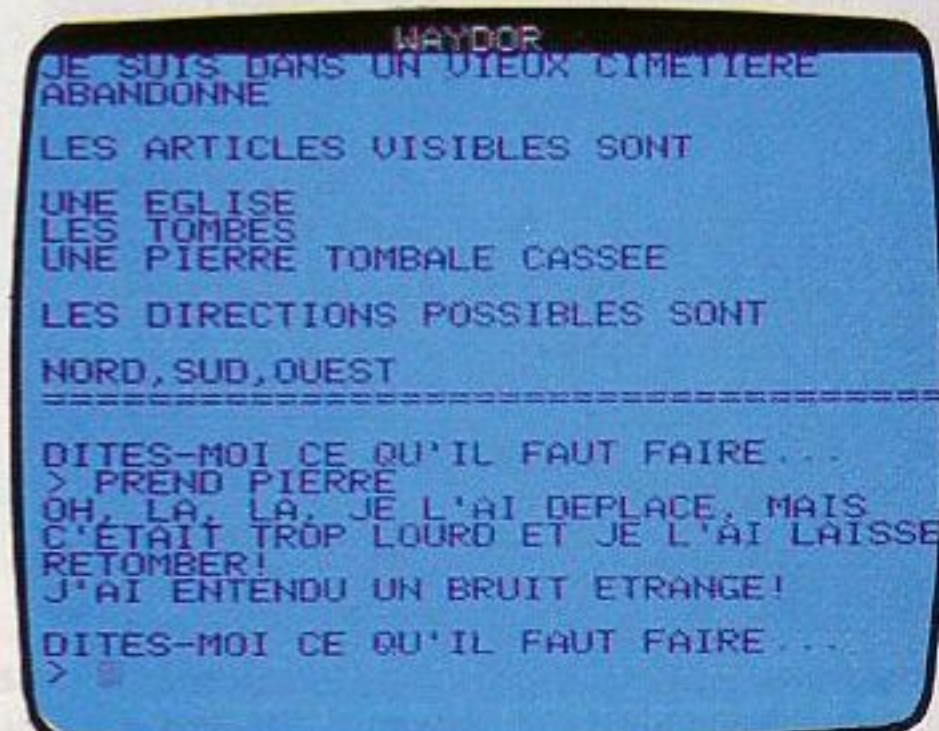 WAYDOR
JE SUIS DANS UN VIEUX CIMETIERE
ABANDONNE
LES ARTICLES VISIBLES SONT
UNE EGLISE
LES TOMBES
UNE PIERRE TOMBALE CASSEE
LES DIRECTIONS POSSIBLES SONT
NORD,SUD,OUEST
=====================================
DITES-MOI CE QU'IL FAUT FAIRE...
> PREND PIERRE
OH, LA, LA, JE L'AI DEPLACE, MAIS
C'ETAIT TROP LOURD ET JE L'AI LAISSE
RETOMBER!
J'AI ENTENDU UN BRUIT ETRANGE!
DITES-MOI CE QU'IL FAUT FAIRE...
>